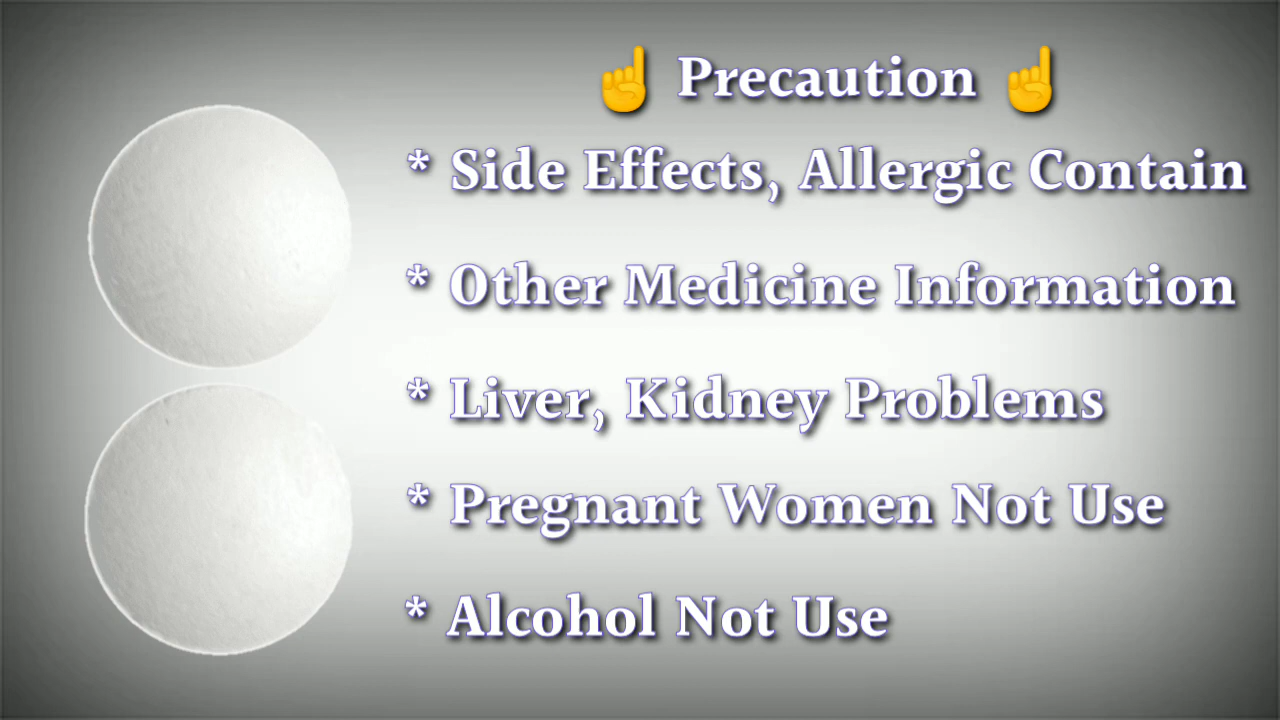 ☝ Precaution ☝
* Side Effects, Allergic Contain
* Other Medicine Information
* Liver, Kidney Problems
* Pregnant Women Not Use
* Alcohol Not Use